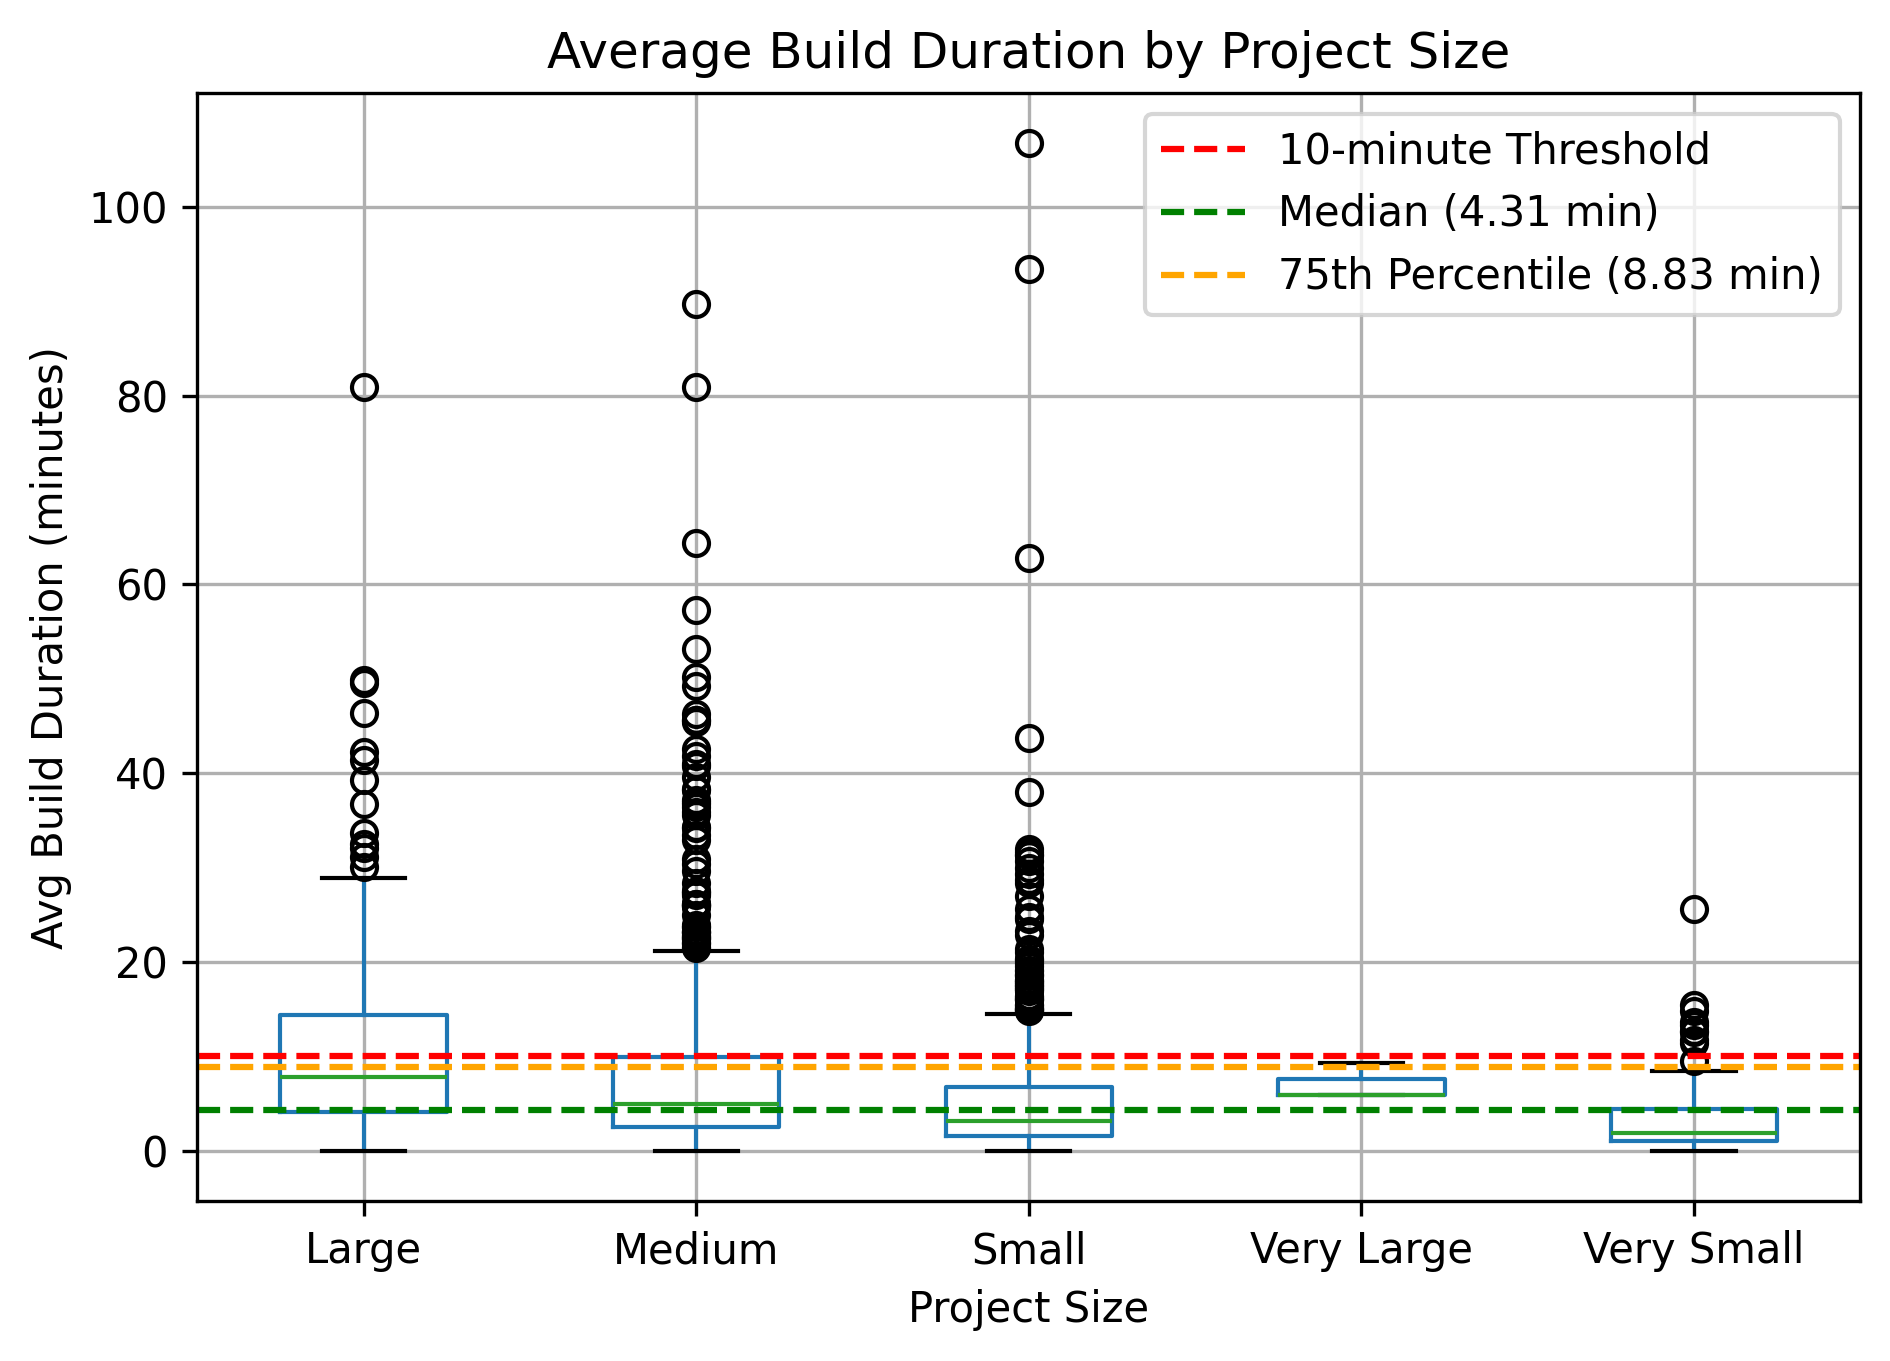 Average Build Duration by Project Size
10-minute Threshold
Median (4.31 min)
75th Percentile (8.83 min)
Avg Build Duration (minutes)
100
80
60
40
20
0
Large Medium Small Very Large Very Small
Project Size